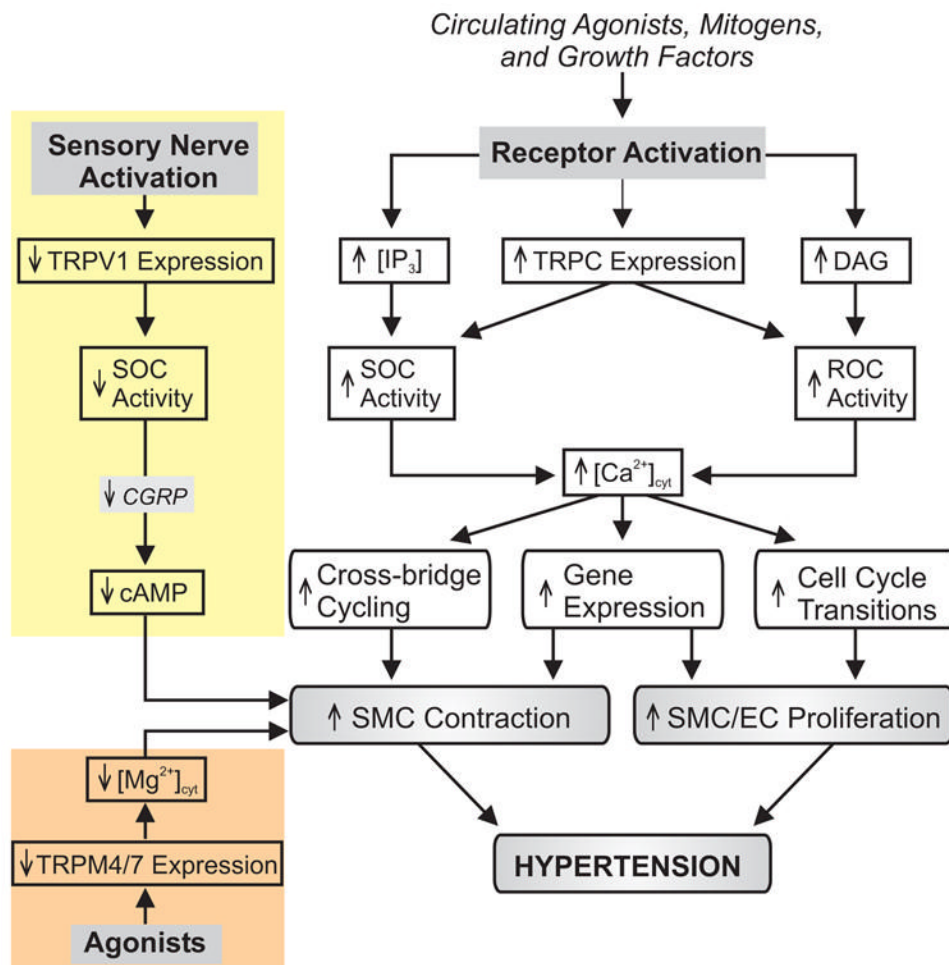 Circulating Agonists, Mitogens,
and Growth Factors
Sensory Nerve
Activation
Receptor Activation
↓ TRPV1 Expression
↑ [IP₃]
↑ TRPC Expression
↑ DAG
↓ SOC
Activity
↑ SOC
Activity
↑ ROC
Activity
↓ CGRP
↑ [Ca²⁺]cyt
↓ cAMP
↑ Cross-bridge
Cycling
↑ Gene
Expression
↑ Cell Cycle
Transitions
↑ SMC Contraction
↑ SMC/EC Proliferation
↓ [Mg²⁺]cyt
↓ TRPM4/7 Expression
HYPERTENSION
Agonists